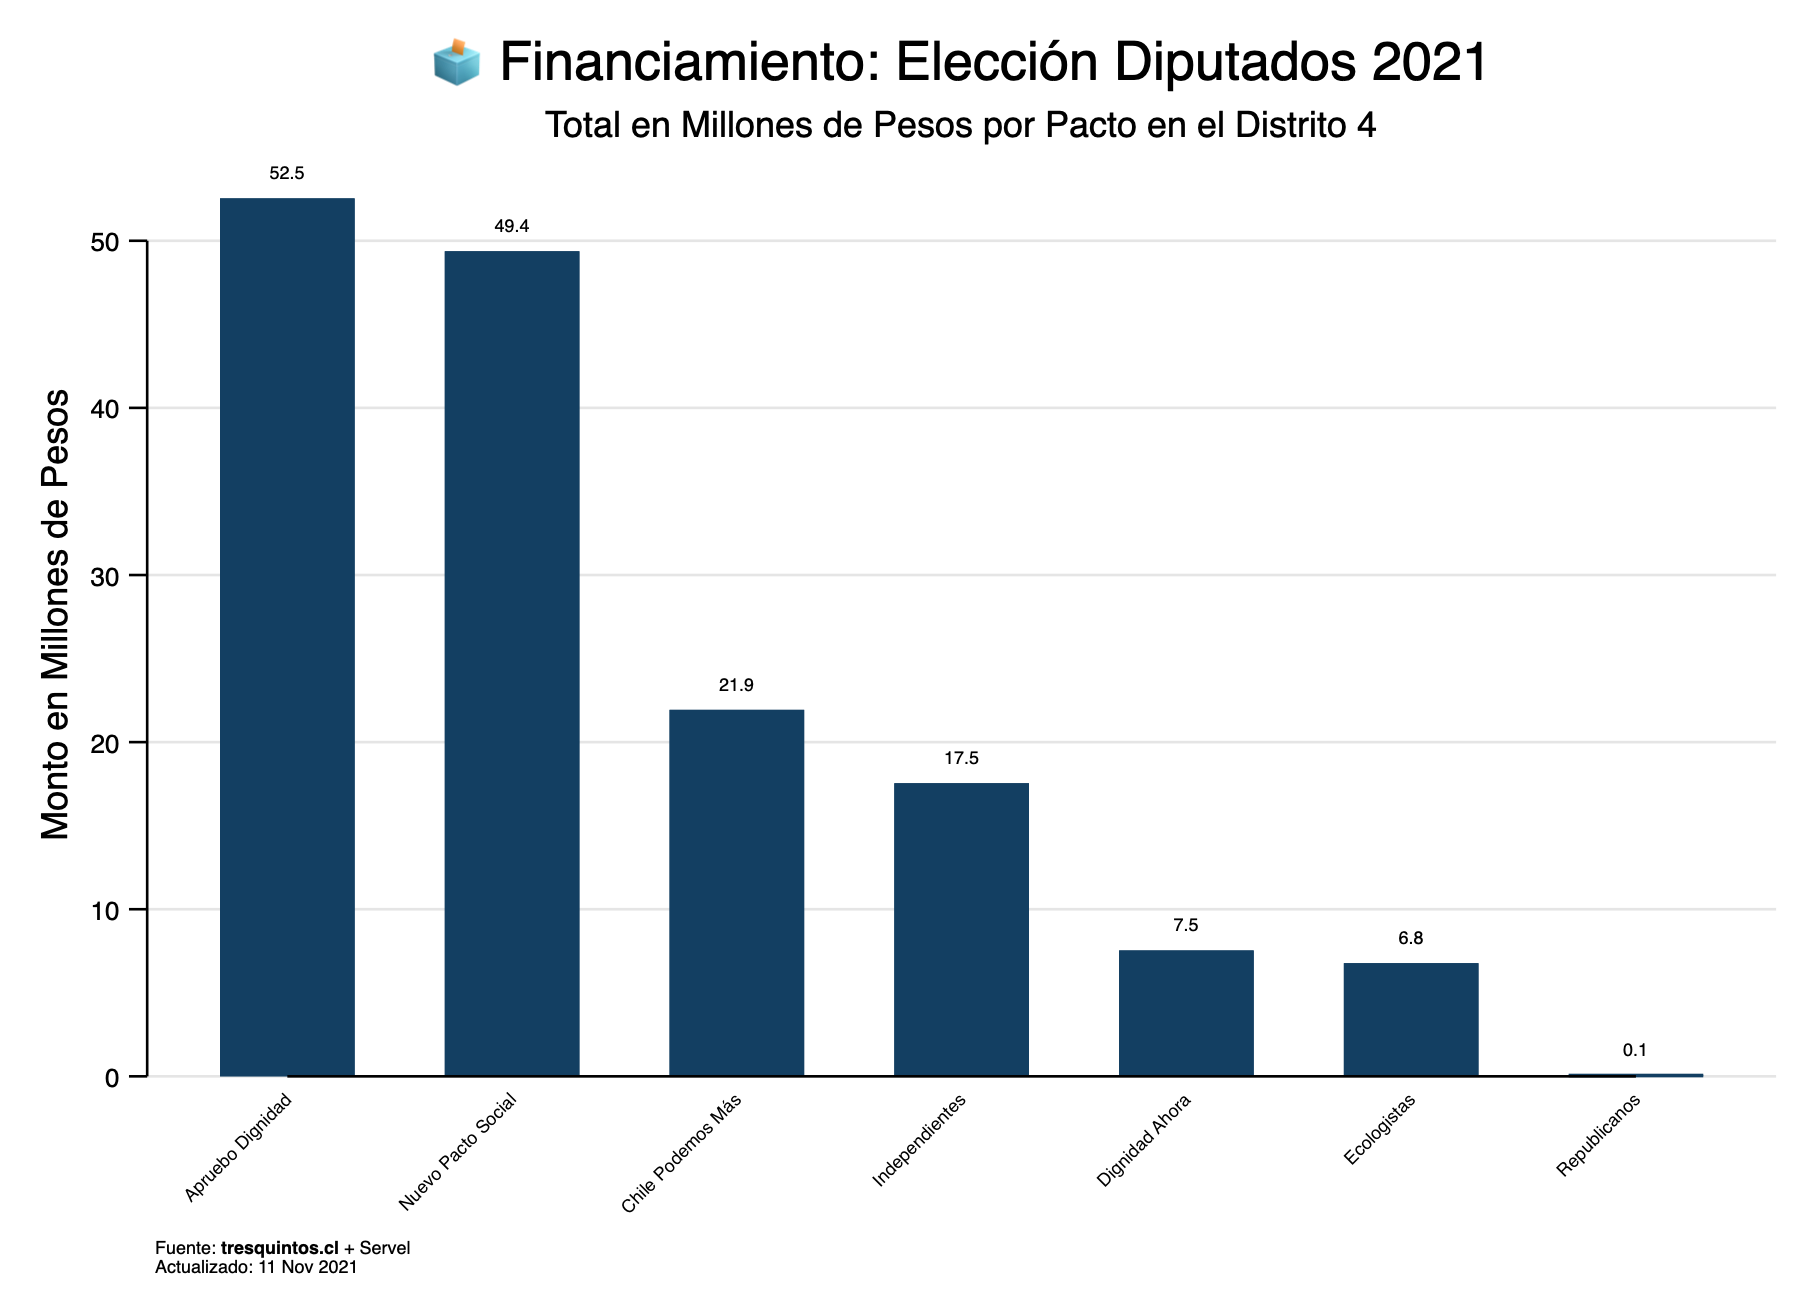 Financiamiento: Elección Diputados 2021
Total en Millones de Pesos por Pacto en el Distrito 4
Monto en Millones de Pesos
50
40
30
20
10
0
52.5
49.4
21.9
17.5
7.5
6.8
0.1
Apruebo Dignidad
Nuevo Pacto Social
Chile Podemos Más
Independientes
Dignidad Ahora
Ecologistas
Republicanos
Fuente: tresquintos.cl + Servel
Actualizado: 11 Nov 2021